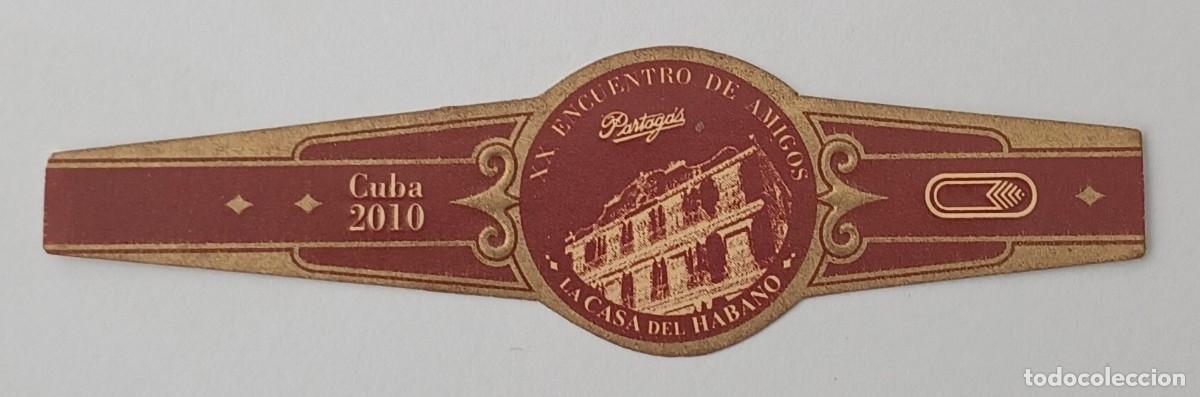 XX ENCUENTRO DE AMIGOS
Partagás
Cuba
2010
LA CASA DEL HABANO
todocoleccion